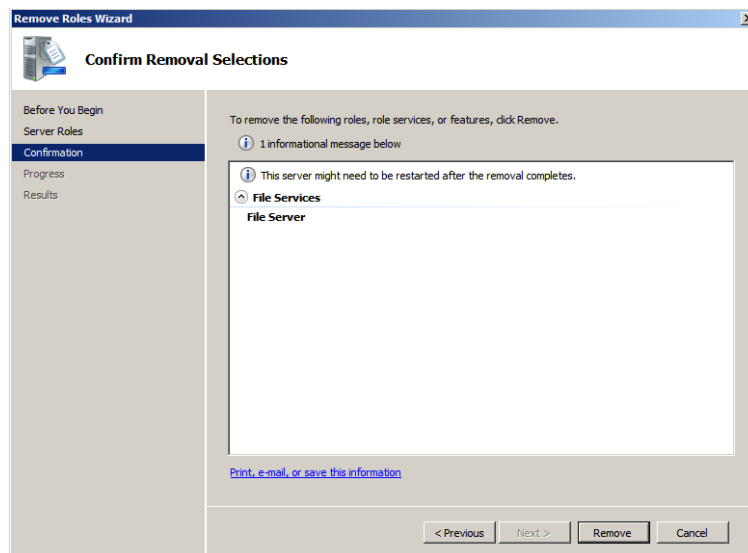 Remove Roles Wizard
Confirm Removal Selections
Before You Begin
Server Roles
Confirmation
Progress
Results
To remove the following roles, role services, or features, click Remove.
1 informational message below
This server might need to be restarted after the removal completes.
File Services
File Server
Print, e-mail, or save this information
< Previous
Next >
Remove
Cancel